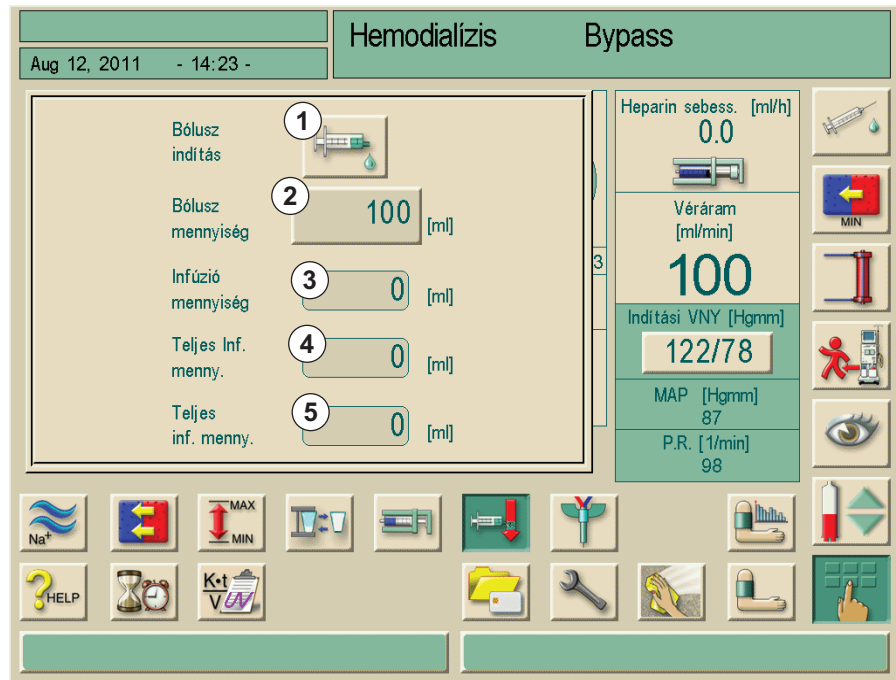 Hemodialízis Bypass
Aug 12, 2011 - 14:23 -
Bólusz
indítás
1
Bólusz
mennyiség
2
100 [ml]
Infúzió
mennyiség
3
0 [ml]
Teljes Inf.
menny.
4
0 [ml]
Teljes
inf. menny.
5
0 [ml]
3
Heparin sebess. [ml/h]
0.0
Véráram
[ml/min]
100
Indítási VNY [Hgmm]
122/78
MAP [Hgmm]
87
P.R. [1/min]
98
MIN
Na+
MAX
MIN
HELP
K•t
V
UV